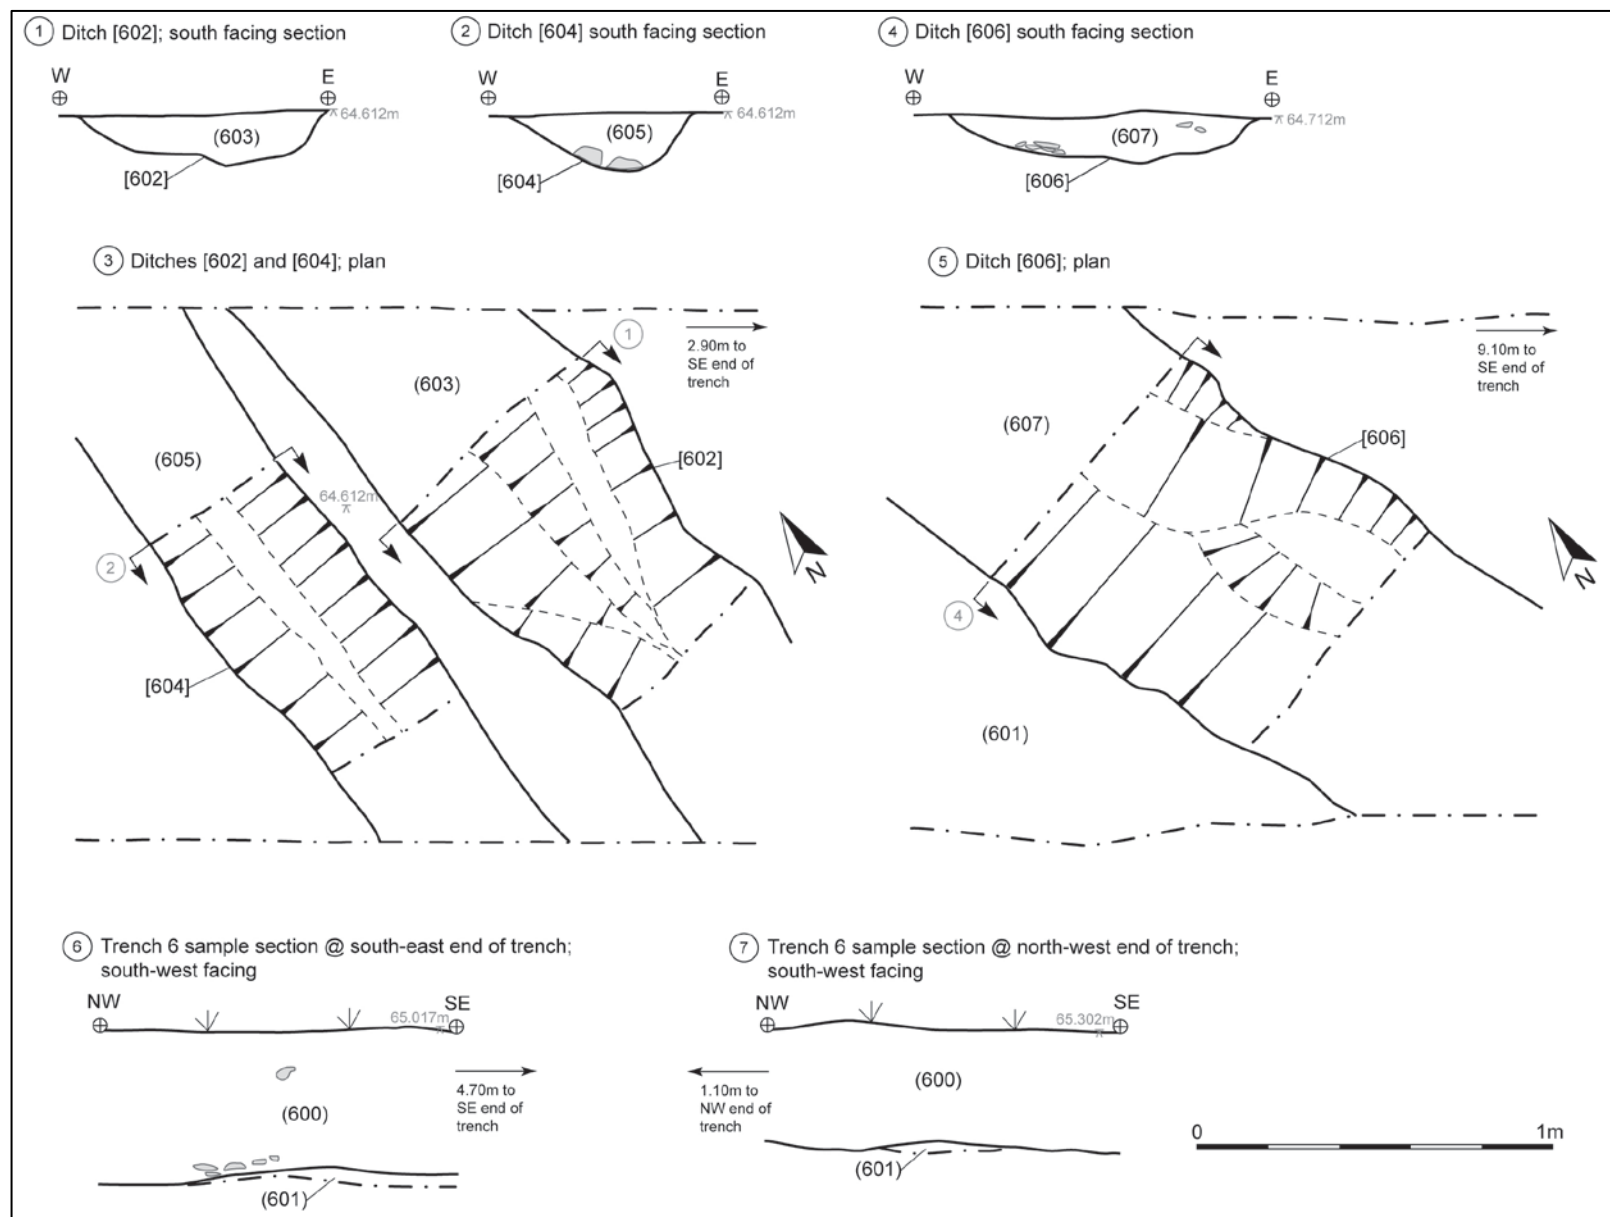 1 Ditch [602]; south facing section
W
E
64.612m
(603)
[602]
2 Ditch [604] south facing section
W
E
64.612m
(605)
[604]
4 Ditch [606] south facing section
W
E
64.712m
(607)
[606]
3 Ditches [602] and [604]; plan
1
2.90m to
SE end of
trench
(603)
(605)
[602]
64.612m
2
[604]
N
5 Ditch [606]; plan
9.10m to
SE end of
trench
(607)
[606]
4
(601)
N
6 Trench 6 sample section @ south-east end of trench;
south-west facing
NW
SE
65.017m
4.70m to
SE end of
trench
(600)
(601)
7 Trench 6 sample section @ north-west end of trench;
south-west facing
NW
SE
65.302m
1.10m to
NW end of
trench
(600)
(601)
0
1m